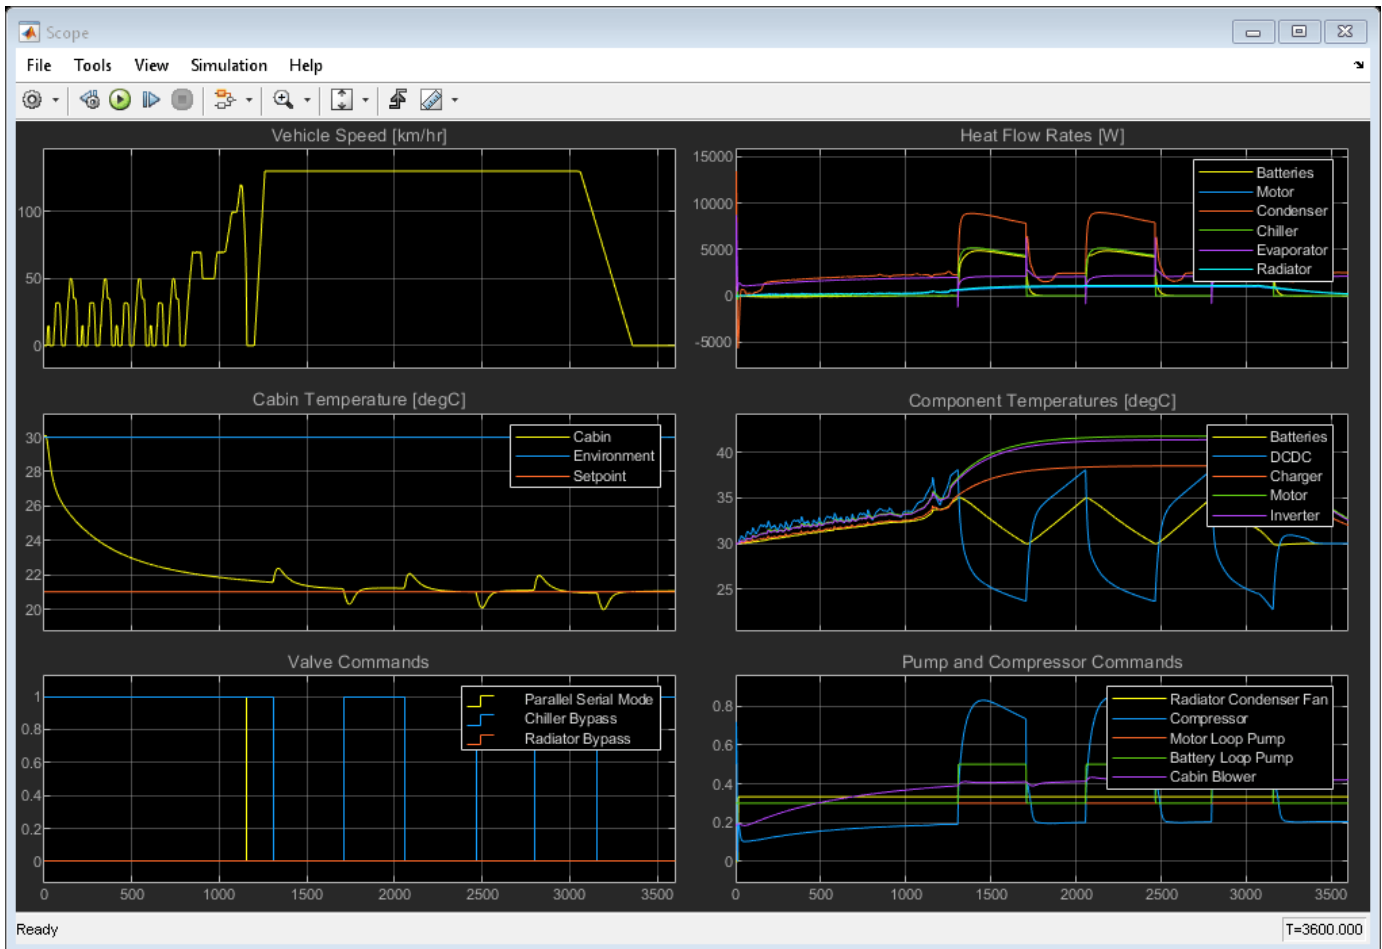 Scope
File Tools View Simulation Help
Vehicle Speed [km/hr]
100
50
0
Heat Flow Rates [W]
15000
10000
5000
0
-5000
Batteries
Motor
Condenser
Chiller
Evaporator
Radiator
Cabin Temperature [degC]
30
28
26
24
22
20
Cabin
Environment
Setpoint
Component Temperatures [degC]
40
35
30
25
Batteries
DCDC
Charger
Motor
Inverter
Valve Commands
1
0.8
0.6
0.4
0.2
0
Parallel Serial Mode
Chiller Bypass
Radiator Bypass
0 500 1000 1500 2000 2500 3000 3500
Pump and Compressor Commands
0.8
0.6
0.4
0.2
0
Radiator Condenser Fan
Compressor
Motor Loop Pump
Battery Loop Pump
Cabin Blower
0 500 1000 1500 2000 2500 3000 3500
Ready
T=3600.000